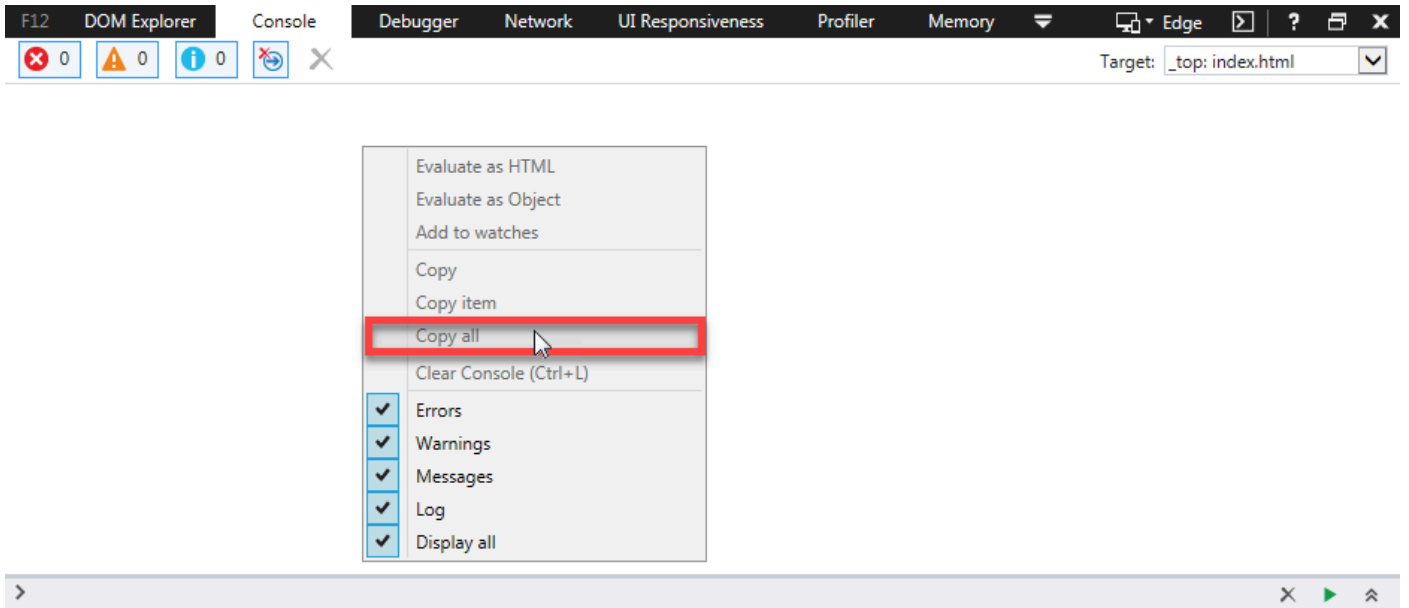 F12 DOM Explorer Console Debugger Network UI Responsiveness Profiler Memory Edge ?
0 0 0 Target: _top: index.html
Evaluate as HTML
Evaluate as Object
Add to watches
Copy
Copy item
Copy all
Clear Console (Ctrl+L)
Errors
Warnings
Messages
Log
Display all